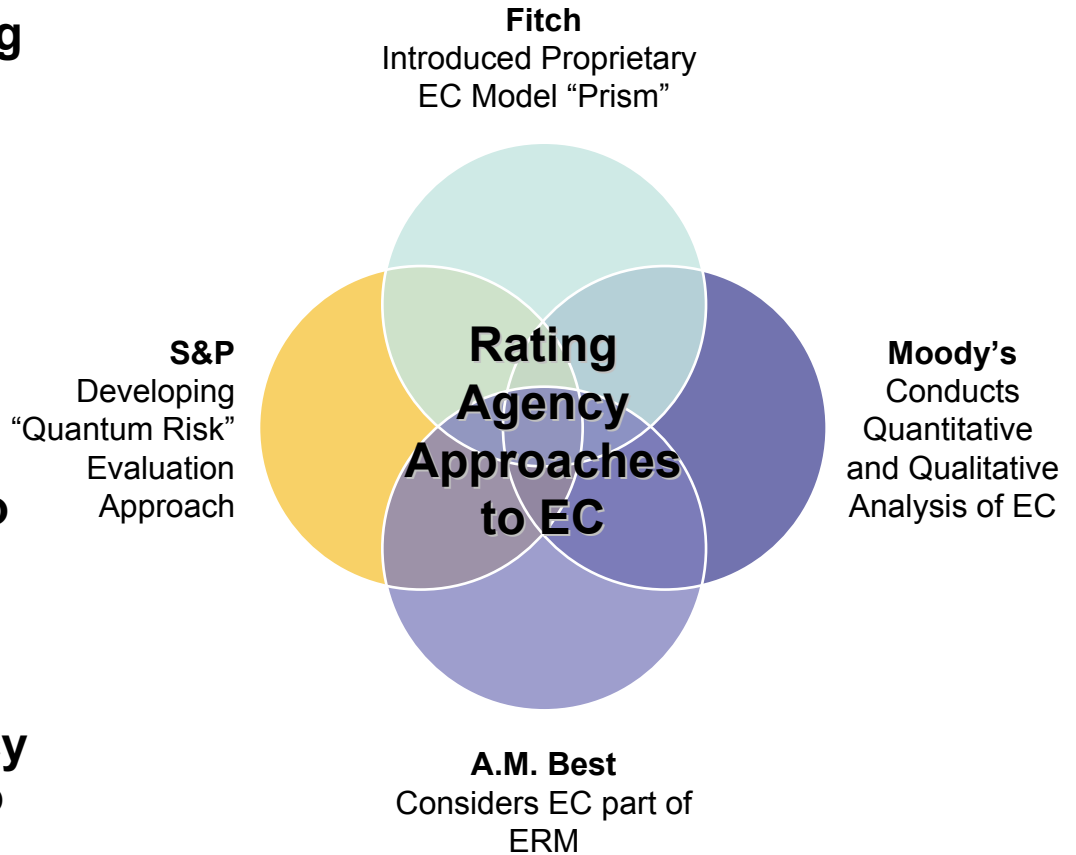 Fitch
Introduced Proprietary
EC Model “Prism”
S&P
Developing
“Quantum Risk”
Evaluation
Approach
Rating
Agency
Approaches
to EC
Moody’s
Conducts
Quantitative
and Qualitative
Analysis of EC
A.M. Best
Considers EC part of
ERM